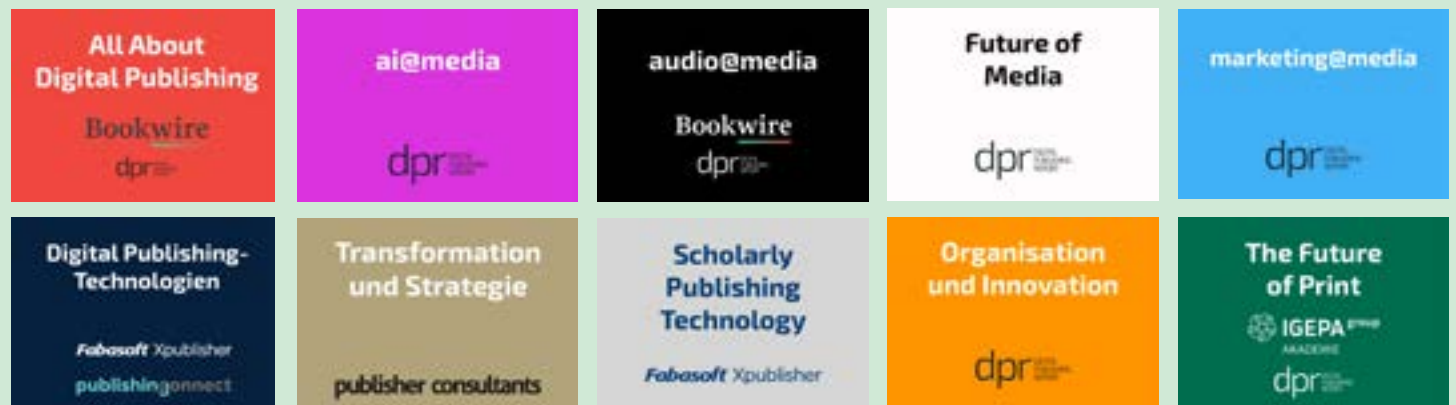 All About
Digital Publishing
Bookwire
dpr
ai@media
dpr
audio@media
Bookwire
dpr
Future of
Media
dpr
marketing@media
dpr
Digital Publishing-
Technologien
Fabasoft Xpublisher
publishingonnect
Transformation
und Strategie
publisher consultants
Scholarly
Publishing
Technology
Fabasoft Xpublisher
Organisation
und Innovation
dpr
The Future
of Print
IGEPA group
AKADEMIE
dpr